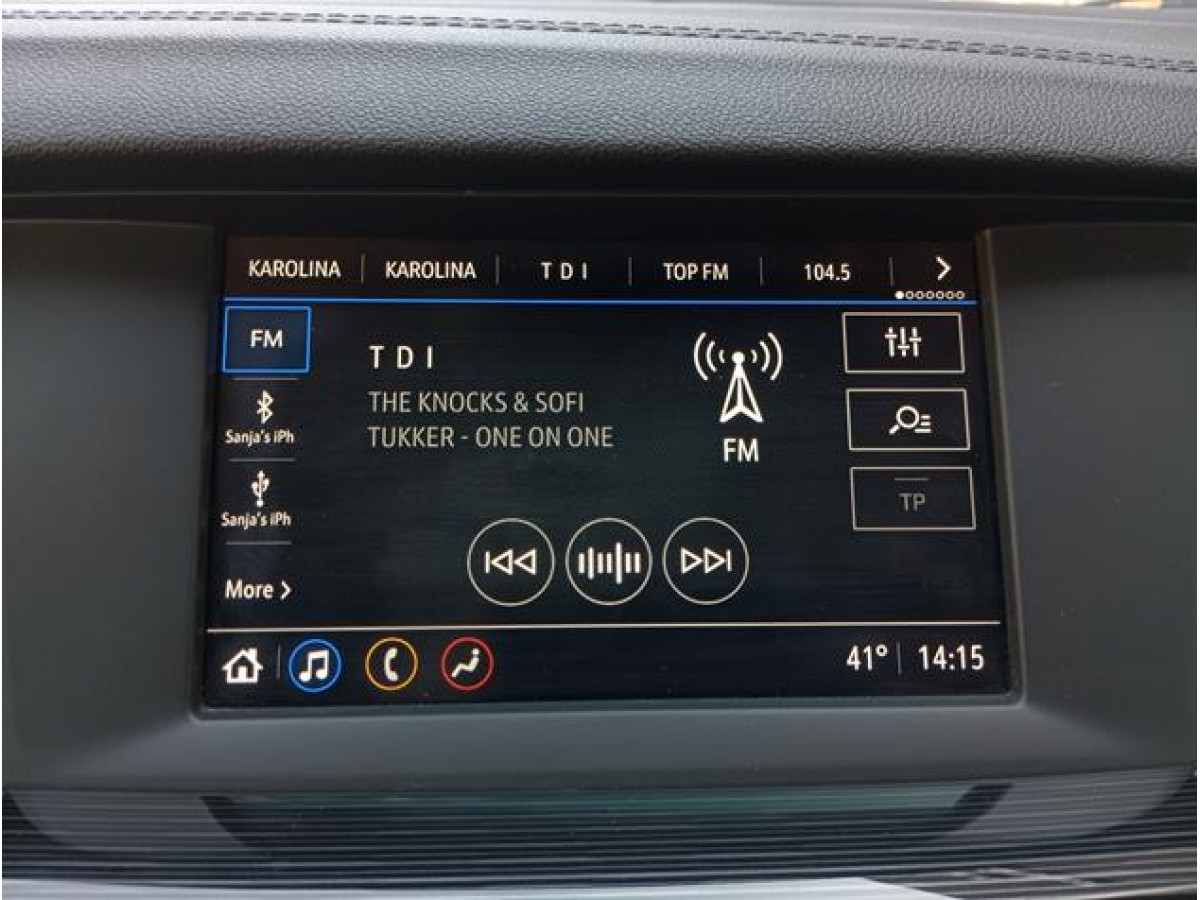 KAROLINA KAROLINA T D I TOP FM 104.5
FM
T D I
THE KNOCKS & SOFI
TUKKER - ONE ON ONE
FM
Sanja's iPh
Sanja's iPh
TP
More
41° 14:15